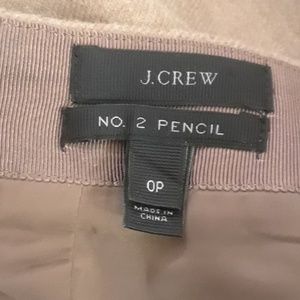 J.CREW
NO. 2 PENCIL
0P
MADE IN
CHINA